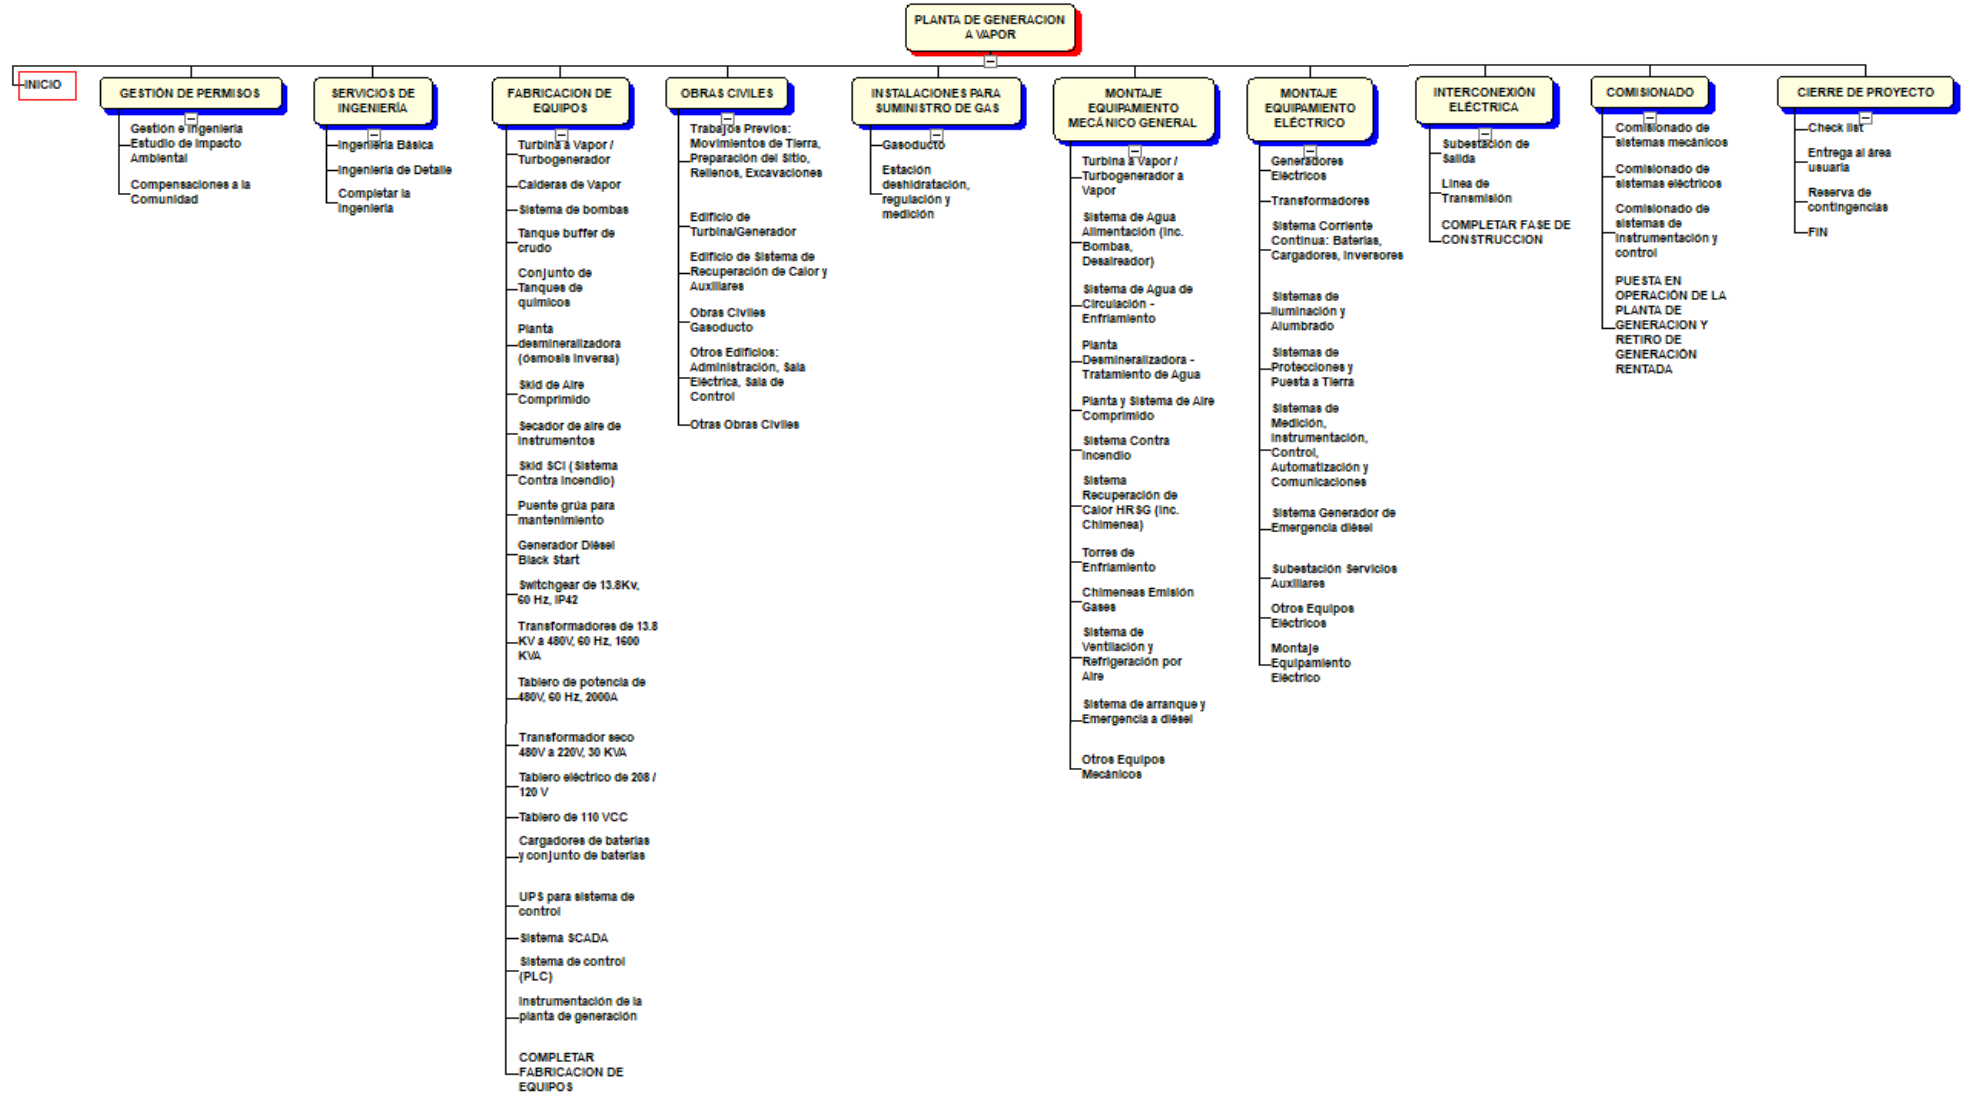 PLANTA DE GENERACION
A VAPOR
INICIO
GESTIÓN DE PERMISOS
Gestión e Ingeniería
Estudio de Impacto
Ambiental
Compensaciones a la
Comunidad
SERVICIOS DE
INGENIERÍA
Ingeniería Básica
Ingeniería de Detalle
Completar la
Ingeniería
FABRICACION DE
EQUIPOS
Turbina a Vapor /
Turbogenerador
Calderas de Vapor
Sistema de bombas
Tanque buffer de
crudo
Conjunto de
Tanques de
químicos
Planta
desmineralizadora
(ósmosis inversa)
Skid de Aire
Comprimido
Secador de aire de
instrumentos
Skid SCI (Sistema
Contra Incendio)
Puente grúa para
mantenimiento
Generador Diésel
Black Start
Switchgear de 13.8Kv,
60 Hz, IP42
Transformadores de 13.8
KV a 480V, 60 Hz, 1600
KVA
Tablero de potencia de
480V, 60 Hz, 2000A
Transformador seco
480V a 220V, 30 KVA
Tablero eléctrico de 208 /
120 V
Tablero de 110 VCC
Cargadores de baterías
y conjunto de baterías
UPS para sistema de
control
Sistema SCADA
Sistema de control
(PLC)
Instrumentación de la
planta de generación
COMPLETAR
FABRICACION DE
EQUIPOS
OBRAS CIVILES
Trabajos Previos:
Movimientos de Tierra,
Preparación del Sitio,
Rellenos, Excavaciones
Edificio de
Turbina/Generador
Edificio de Sistema de
Recuperación de Calor y
Auxiliares
Obras Civiles
Gasoducto
Otros Edificios:
Administración, Sala
Eléctrica, Sala de
Control
Otras Obras Civiles
INSTALACIONES PARA
SUMINISTRO DE GAS
Gasoducto
Estación
deshidratación,
regulación y
medición
MONTAJE
EQUIPAMIENTO
MECÁNICO GENERAL
Turbina a Vapor /
Turbogenerador a
Vapor
Sistema de Agua
Alimentación (Inc.
Bombas,
Desaireador)
Sistema de Agua de
Circulación -
Enfriamiento
Planta
Desmineralizadora -
Tratamiento de Agua
Planta y Sistema de Aire
Comprimido
Sistema Contra
Incendio
Sistema
Recuperación de
Calor HRSG (Inc.
Chimenea)
Torres de
Enfriamiento
Chimeneas Emisión
Gases
Sistema de
Ventilación y
Refrigeración por
Aire
Sistema de arranque y
Emergencia a diésel
Otros Equipos
Mecánicos
MONTAJE
EQUIPAMIENTO
ELÉCTRICO
Generadores
Eléctricos
Transformadores
Sistema Corriente
Continua: Baterías,
Cargadores, Inversores
Sistemas de
Iluminación y
Alumbrado
Sistemas de
Protecciones y
Puesta a Tierra
Sistemas de
Medición,
Instrumentación,
Control,
Automatización y
Comunicaciones
Sistema Generador de
Emergencia diésel
Subestación Servicios
Auxiliares
Otros Equipos
Eléctricos
Montaje
Equipamiento
Eléctrico
INTERCONEXIÓN
ELÉCTRICA
Subestación de
Salida
Línea de
Transmisión
COMPLETAR FASE DE
CONSTRUCCION
COMISIONADO
Comisionado de
sistemas mecánicos
Comisionado de
sistemas eléctricos
Comisionado de
sistemas de
instrumentación y
control
PUESTA EN
OPERACIÓN DE LA
PLANTA DE
GENERACION Y
RETIRO DE
GENERACIÓN
RENTADA
CIERRE DE PROYECTO
Check list
Entrega al área
usuaria
Reserva de
contingencias
FIN